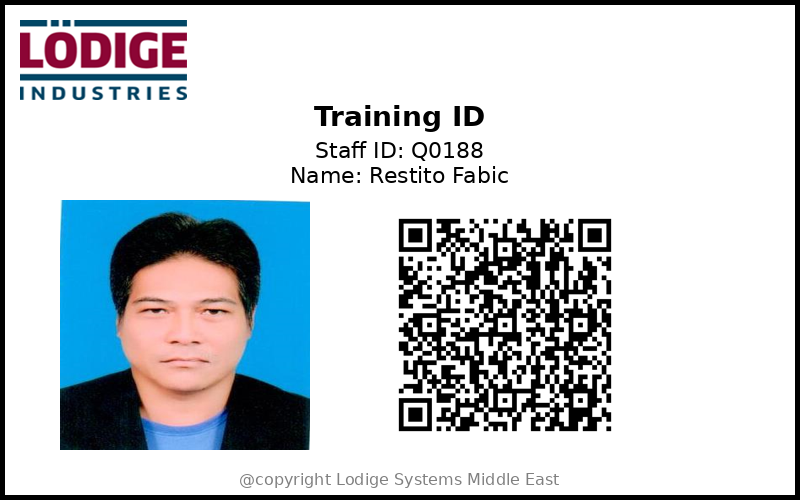 LÖDIGE
INDUSTRIES
Training ID
Staff ID: Q0188
Name: Restito Fabic
@copyright Lodige Systems Middle East